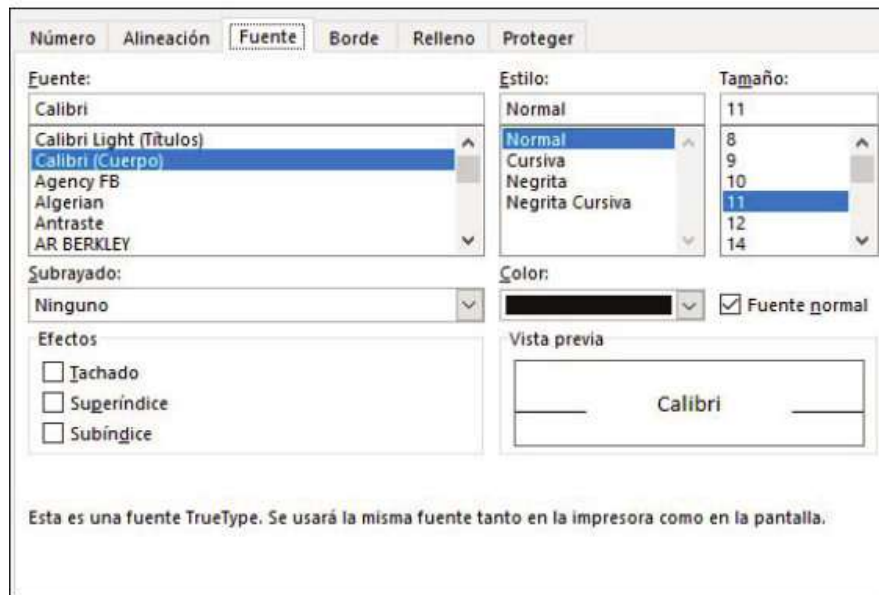 Número Alineación Fuente Borde Relleno Proteger
Fuente: Estilo: Tamaño:
Calibri Normal 11
Calibri Light (Títulos) Normal 8
Calibri (Cuerpo) Cursiva 9
Agency FB Negrita 10
Algerian Negrita Cursiva 11
Antraste 12
AR BERKLEY 14
Subrayado: Color:
Ninguno Fuente normal
Efectos Vista previa
Tachado
Superíndice Calibri
Subíndice
Esta es una fuente TrueType. Se usará la misma fuente tanto en la impresora como en la pantalla.